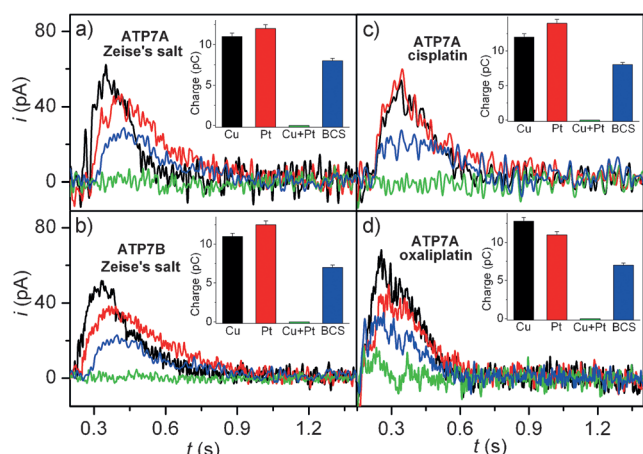 80
40
0
i (pA)
a)
ATP7A
Zeise's salt
Charge (pC)
10
5
0
Cu Pt Cu+Pt BCS
c)
ATP7A
cisplatin
Charge (pC)
10
5
0
Cu Pt Cu+Pt BCS
80
40
0
i (pA)
b)
ATP7B
Zeise's salt
Charge (pC)
10
5
0
Cu Pt Cu+Pt BCS
d)
ATP7A
oxaliplatin
Charge (pC)
10
5
0
Cu Pt Cu+Pt BCS
0.3 0.6 0.9 1.2
t (s)
0.3 0.6 0.9 1.2
t (s)